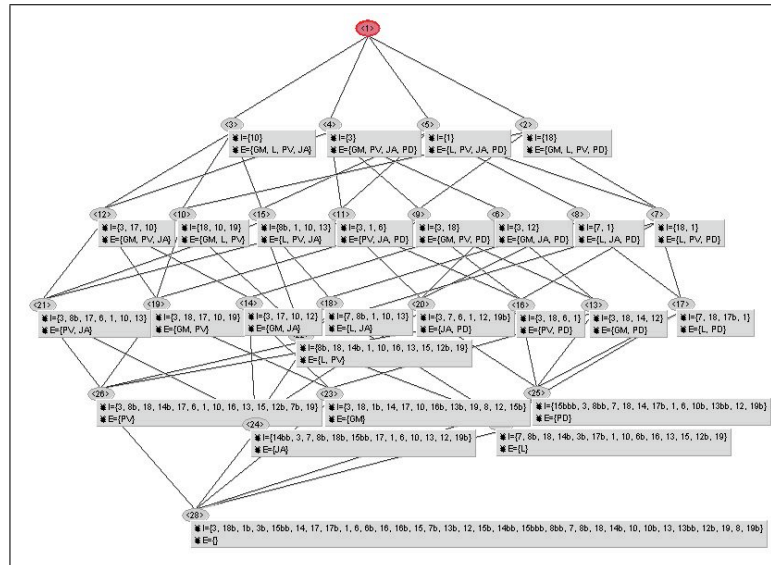 <1>
<3>
<4>
<5>
<2>
I={10}
E={GM, L, PV, JA}
I={3}
E={GM, PV, JA, PD}
I={1}
E={L, PV, JA, PD}
I={18}
E={GM, L, PV, PD}
<12>
<10>
<15>
<11>
<9>
<6>
<8>
<7>
I={3, 17, 10}
E={GM, PV, JA}
I={18, 10, 19}
E={GM, L, PV}
I={8b, 1, 10, 13}
E={L, PV, JA}
I={3, 1, 6}
E={PV, JA, PD}
I={3, 18}
E={GM, PV, PD}
I={3, 12}
E={GM, JA, PD}
I={7, 1}
E={L, JA, PD}
I={18, 1}
E={L, PV, PD}
<21>
<19>
<14>
<18>
<20>
<16>
<13>
<17>
I={3, 8b, 17, 6, 1, 10, 13}
E={PV, JA}
I={3, 18, 17, 10, 19}
E={GM, PV}
I={3, 17, 10, 12}
E={GM, JA}
I={7, 8b, 1, 10, 13}
E={L, JA}
I={3, 7, 6, 1, 12, 19b}
E={JA, PD}
I={3, 18, 6, 1}
E={PV, PD}
I={3, 18, 14, 12}
E={GM, PD}
I={7, 18, 17b, 1}
E={L, PD}
I={8b, 18, 14b, 1, 10, 16, 13, 15, 12b, 19}
E={L, PV}
<26>
<23>
<25>
I={3, 8b, 18, 14b, 17, 6, 1, 10, 16, 13, 15, 12b, 7b, 19}
E={PV}
I={3, 18, 1b, 14, 17, 10, 16b, 13b, 19, 8, 12, 15b}
E={GM}
I={15bbb, 3, 8bb, 7, 18, 14, 17b, 1, 6, 10b, 13bb, 12, 19b}
E={PD}
<24>
I={14bb, 3, 7, 8b, 18b, 15bb, 17, 1, 6, 10, 13, 12, 19b}
E={JA}
I={7, 8b, 18, 14b, 3b, 17b, 1, 10, 6b, 16, 13, 15, 12b, 19}
E={L}
<28>
I={3, 18b, 1b, 3b, 15bb, 14, 17, 17b, 1, 6, 6b, 16, 16b, 15, 7b, 13b, 12, 15b, 14bb, 15bbb, 8bb, 7, 8b, 18, 14b, 10, 10b, 13, 13bb, 12b, 19, 8, 19b}
E={}